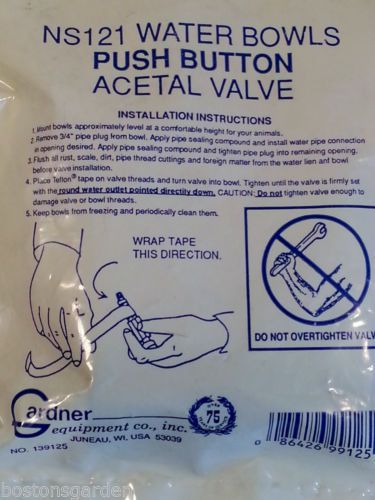 NS121 WATER BOWLS
PUSH BUTTON
ACETAL VALVE
INSTALLATION INSTRUCTIONS
1. Mount bowls approximately level at a comfortable height for your animals.
2. Remove 3/4" pipe plug from bowl. Apply pipe sealing compound and install water pipe connection
in opening desired. Apply pipe sealing compound and tighten pipe plug into remaining opening.
3. Flush all rust, scale, dirt, pipe thread cuttings and foreign matter from the water lien anf bowl
before valve installation.
4. Place Teflon® tape on valve threads and turn valve into bowl. Tighten until the valve is firmly set
with the round water outlet pointed directily down. CAUTION: Do not tighten valve enough to
damage valve or bowl threads.
5. Keep bowls from freezing and periodically clean them.
WRAP TAPE
THIS DIRECTION.
DO NOT OVERTIGHTEN VALV
Gardner
equipment co., inc.
JUNEAU, WI, USA 53039
75
NO. 139125
0 86426 99125
bostonsgarden